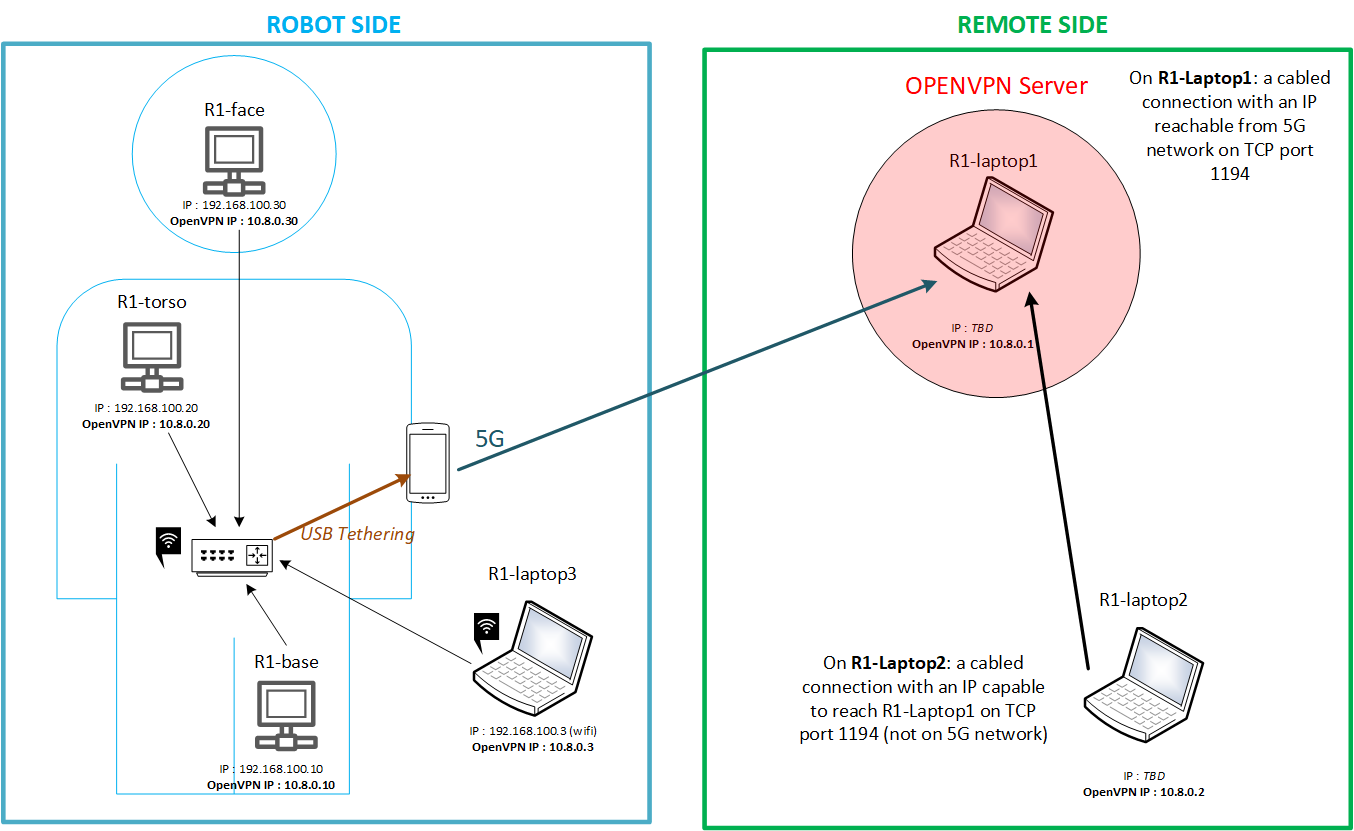 ROBOT SIDE
R1-face
IP : 192.168.100.30
OpenVPN IP : 10.8.0.30
R1-torso
IP : 192.168.100.20
OpenVPN IP : 10.8.0.20
5G
USB Tethering
R1-laptop3
IP : 192.168.100.3 (wifi)
OpenVPN IP : 10.8.0.3
R1-base
IP : 192.168.100.10
OpenVPN IP : 10.8.0.10
REMOTE SIDE
OPENVPN Server
On R1-Laptop1: a cabled
connection with an IP
reachable from 5G
network on TCP port
1194
R1-laptop1
IP : TBD
OpenVPN IP : 10.8.0.1
R1-laptop2
On R1-Laptop2: a cabled
connection with an IP capable
to reach R1-Laptop1 on TCP
port 1194 (not on 5G network)
IP : TBD
OpenVPN IP : 10.8.0.2